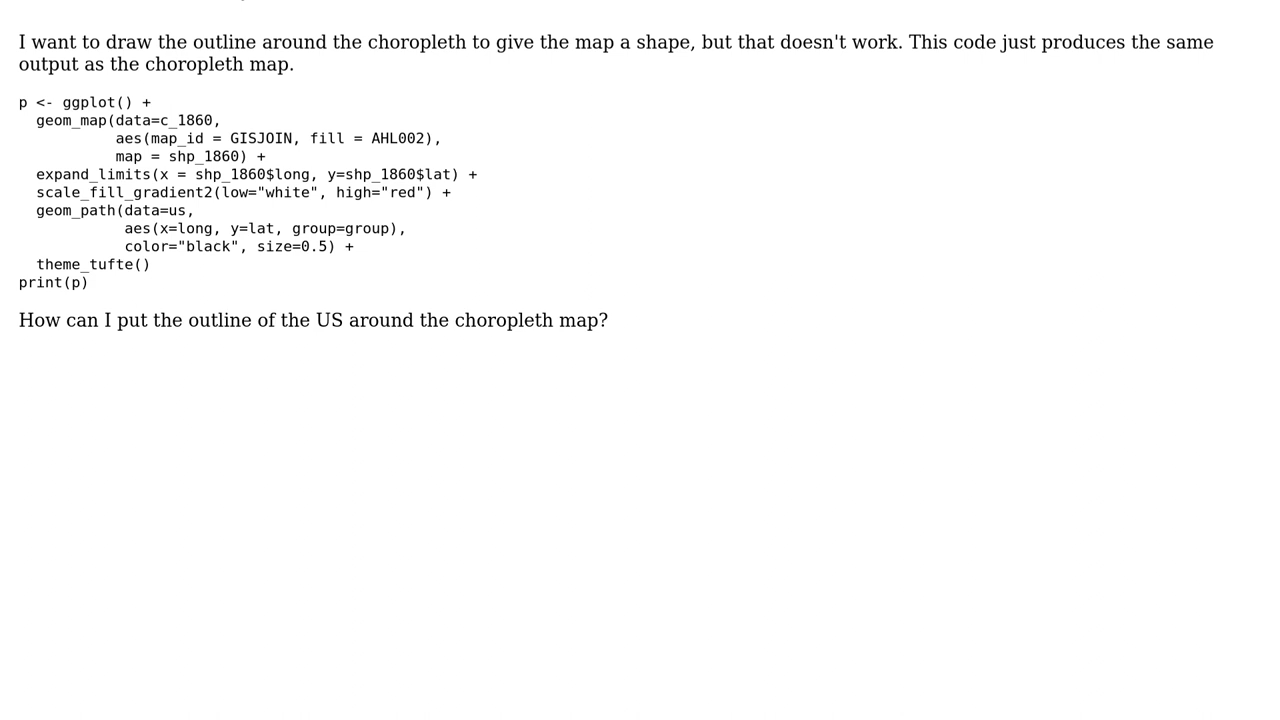 I want to draw the outline around the choropleth to give the map a shape, but that doesn't work. This code just produces the same
output as the choropleth map.
p <- ggplot() +
  geom_map(data=c_1860,
           aes(map_id = GISJOIN, fill = AHL002),
           map = shp_1860) +
  expand_limits(x = shp_1860$long, y=shp_1860$lat) +
  scale_fill_gradient2(low="white", high="red") +
  geom_path(data=us,
            aes(x=long, y=lat, group=group),
            color="black", size=0.5) +
  theme_tufte()
print(p)
How can I put the outline of the US around the choropleth map?